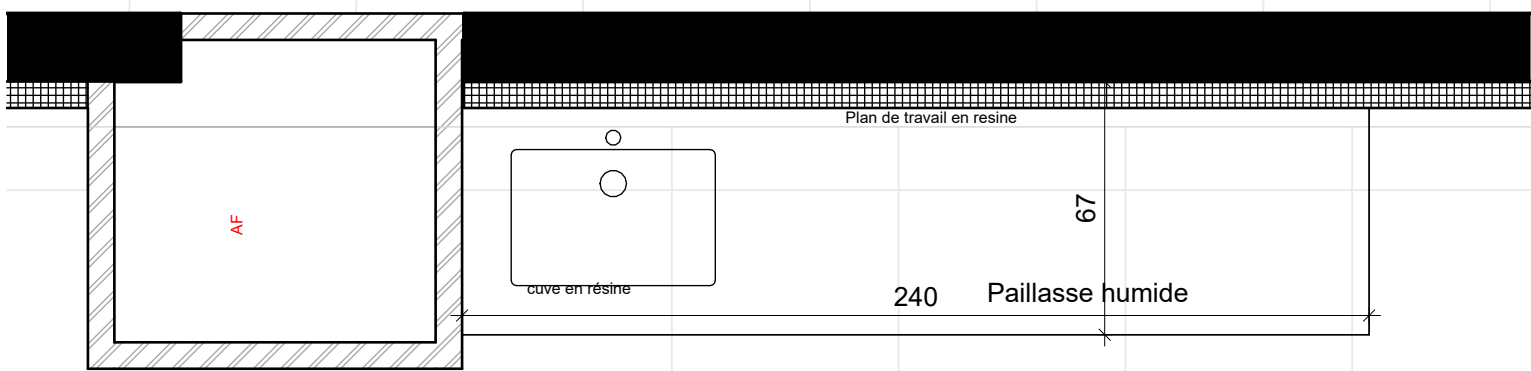 Plan de travail en resine
67
AF
cuve en résine
240
Paillasse humide